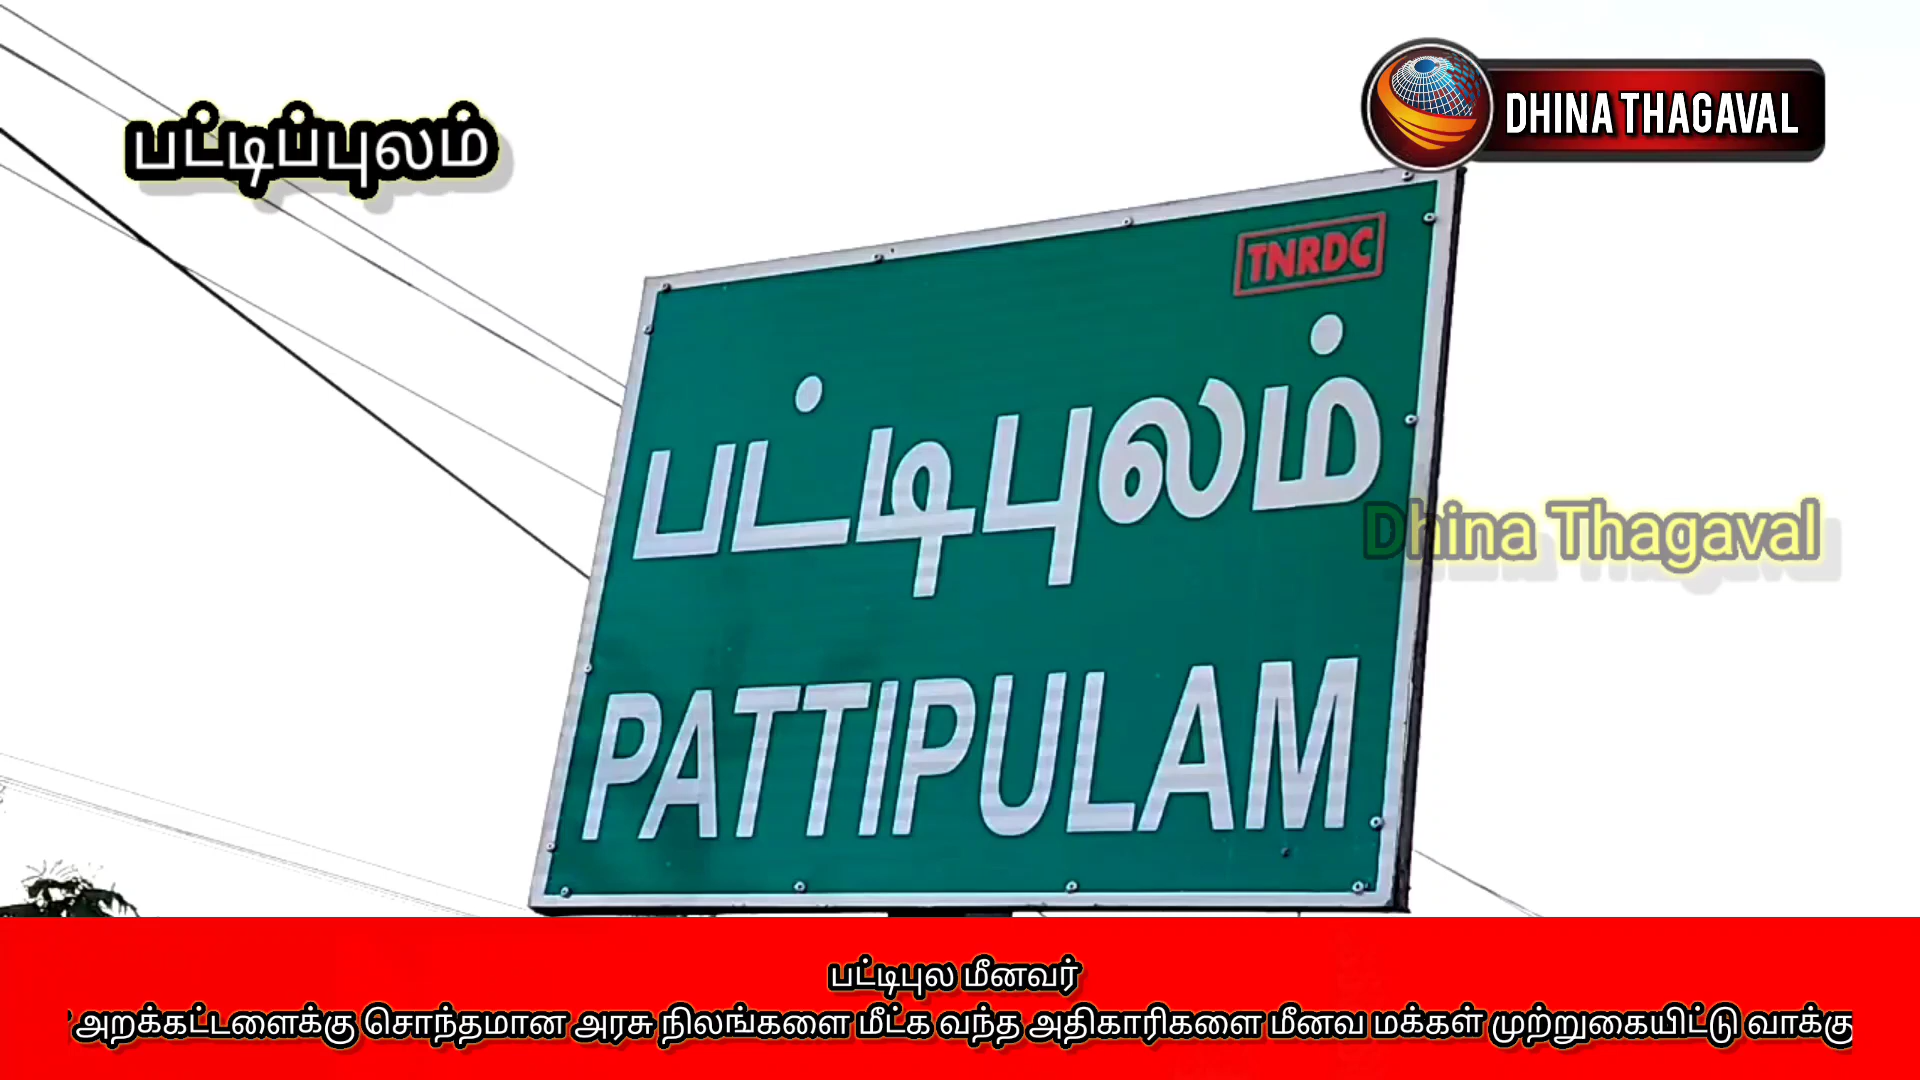 பட்டிப்புலம்
DHINA THAGAVAL
TNRDC
பட்டிபுலம்
Dhina Thagaval
PATTIPULAM
பட்டிபுல மீனவர்
அறக்கட்டளைக்கு சொந்தமான அரசு நிலங்களை மீட்க வந்த அதிகாரிகளை மீனவ மக்கள் முற்றுகையிட்டு வாக்கு